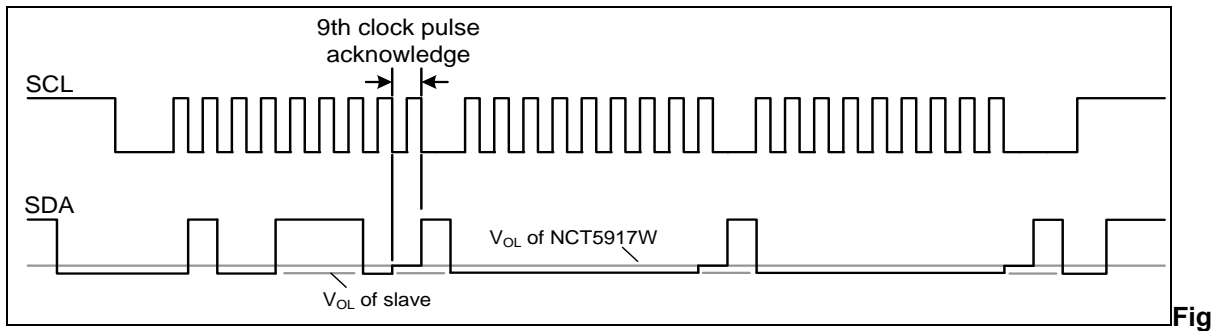 9th clock pulse
acknowledge
SCL
SDA
VOL of NCT5917W
VOL of slave
Fig